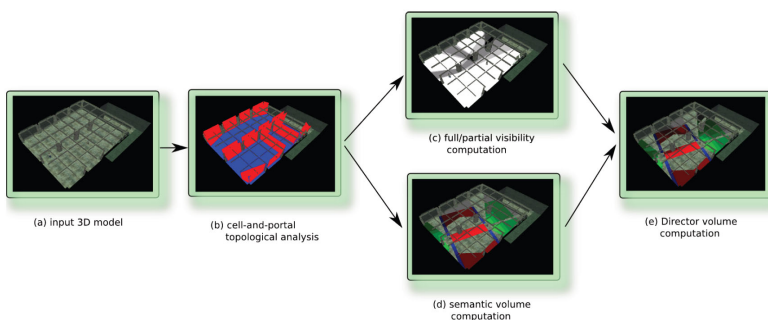 (a) input 3D model
(b) cell-and-portal
topological analysis
(c) full/partial visibility
computation
(d) semantic volume
computation
(e) Director volume
computation